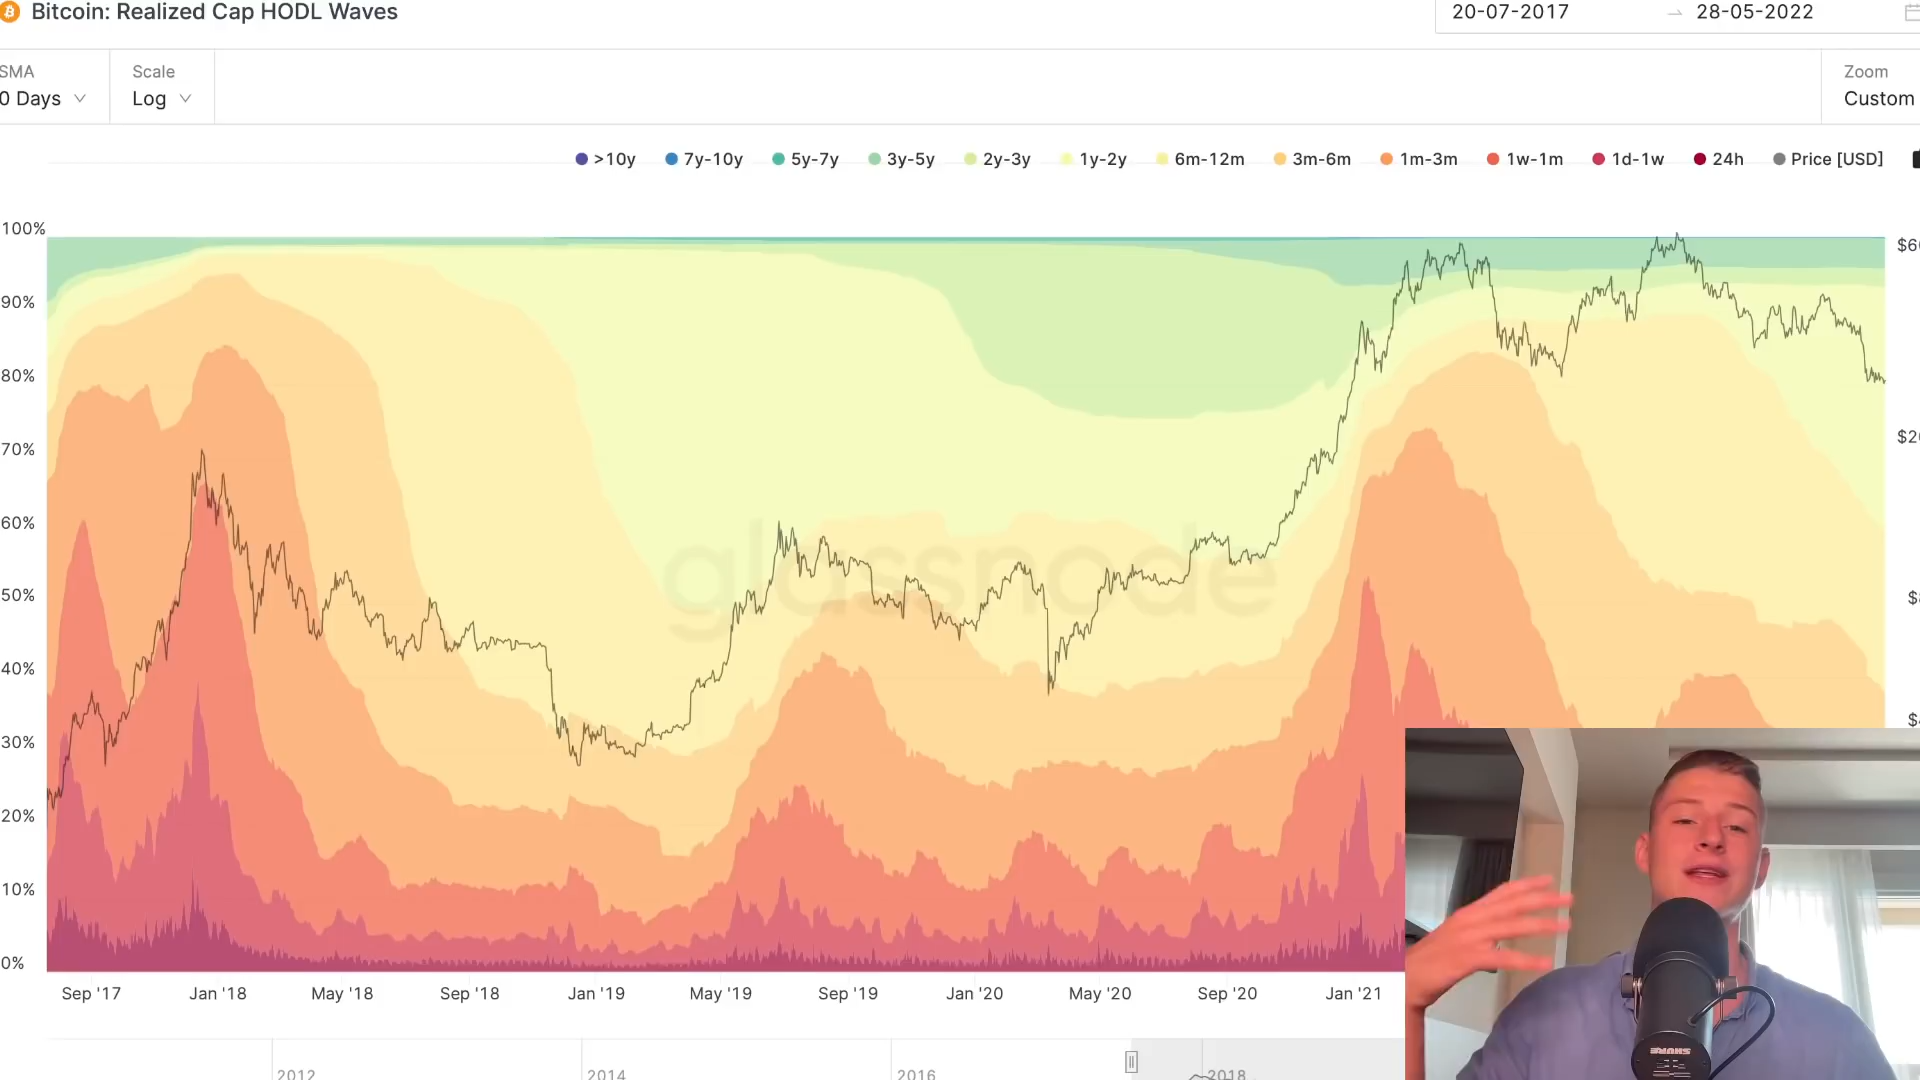 Bitcoin: Realized Cap HODL Waves
20-07-2017 → 28-05-2022
SMA Scale Zoom
0 Days Log Custom
>10y 7y-10y 5y-7y 3y-5y 2y-3y 1y-2y 6m-12m 3m-6m 1m-3m 1w-1m 1d-1w 24h Price [USD]
100%
90%
80%
70%
60%
50%
40%
30%
20%
10%
0%
$6
$2
$
$
glassnode
Sep '17 Jan '18 May '18 Sep '18 Jan '19 May '19 Sep '19 Jan '20 May '20 Sep '20 Jan '21
2012 2014 2016 2018
SHURE